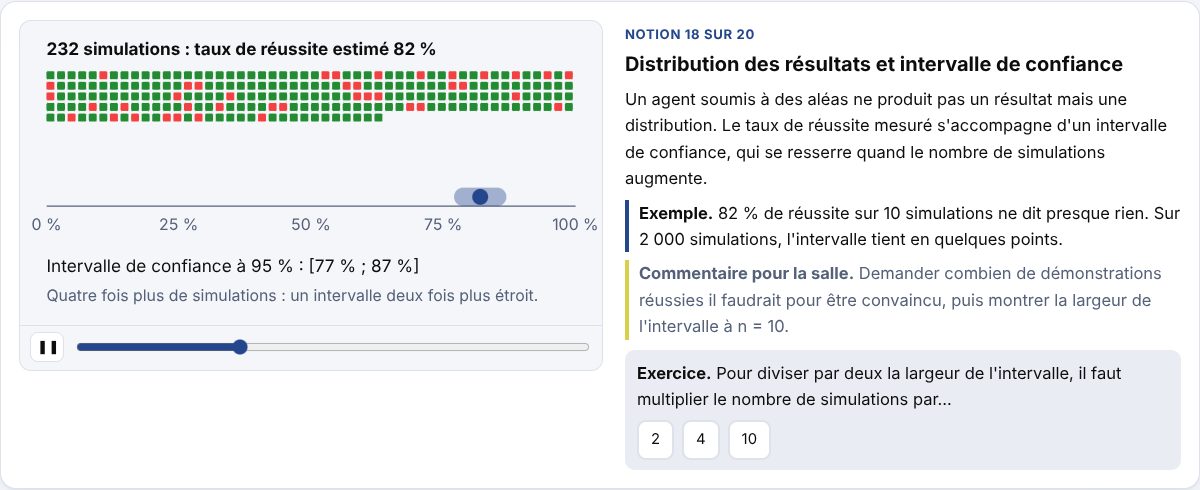 232 simulations : taux de réussite estimé 82 %
0 %
25 %
50 %
75 %
100 %
Intervalle de confiance à 95 % : [77 % ; 87 %]
Quatre fois plus de simulations : un intervalle deux fois plus étroit.
NOTION 18 SUR 20
Distribution des résultats et intervalle de confiance
Un agent soumis à des aléas ne produit pas un résultat mais une
distribution. Le taux de réussite mesuré s'accompagne d'un intervalle
de confiance, qui se resserre quand le nombre de simulations
augmente.
Exemple. 82 % de réussite sur 10 simulations ne dit presque rien. Sur
2 000 simulations, l'intervalle tient en quelques points.
Commentaire pour la salle. Demander combien de démonstrations
réussies il faudrait pour être convaincu, puis montrer la largeur de
l'intervalle à n = 10.
Exercice. Pour diviser par deux la largeur de l'intervalle, il faut
multiplier le nombre de simulations par...
2
4
10